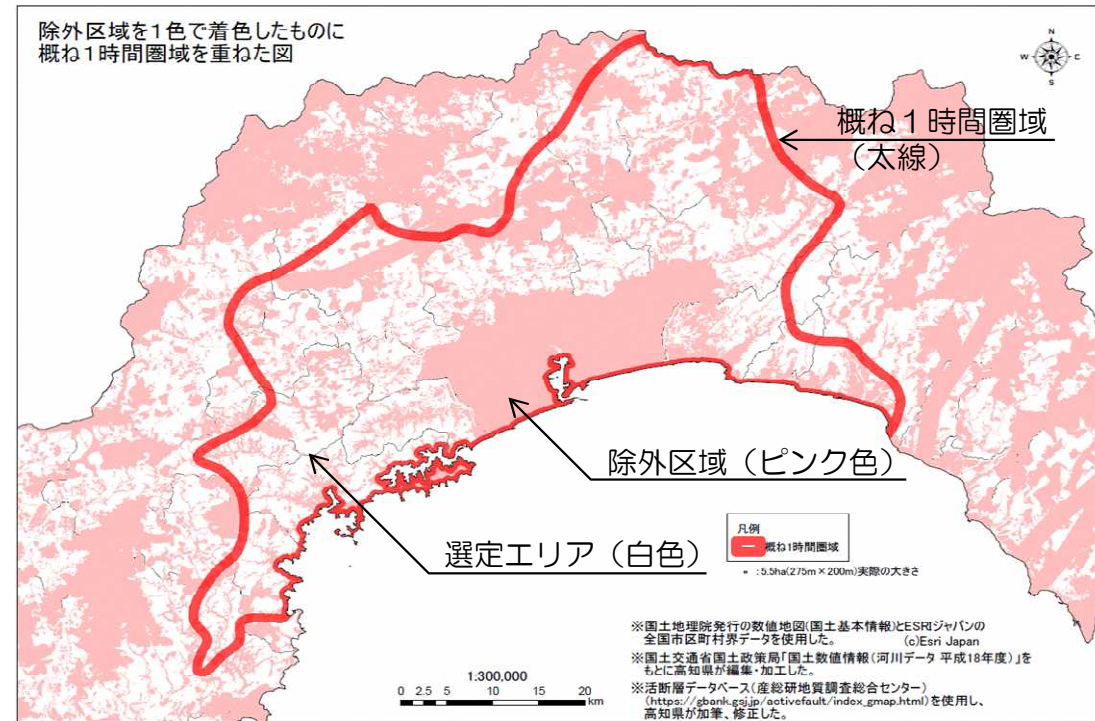 除外区域を1色で着色したものに
概ね1時間圏域を重ねた図
N
W E
S
概ね1時間圏域
(太線)
除外区域(ピンク色)
選定エリア(白色)
凡例
概ね1時間圏域
:5.5ha(275m×200m)実際の大きさ
1:300,000
0 2.5 5 10 15 20
km
※国土地理院発行の数値地図(国土基本情報)とESRIジャパンの
全国市区町村界データを使用した。 (c)Esri Japan
※国土交通省国土政策局「国土数値情報(河川データ 平成18年度)」を
もとに高知県が編集・加工した。
※活断層データベース(産総研地質調査総合センター)
(https://gbank.gsj.jp/activefault/index_gmap.html)を使用し、
高知県が加筆、修正した。